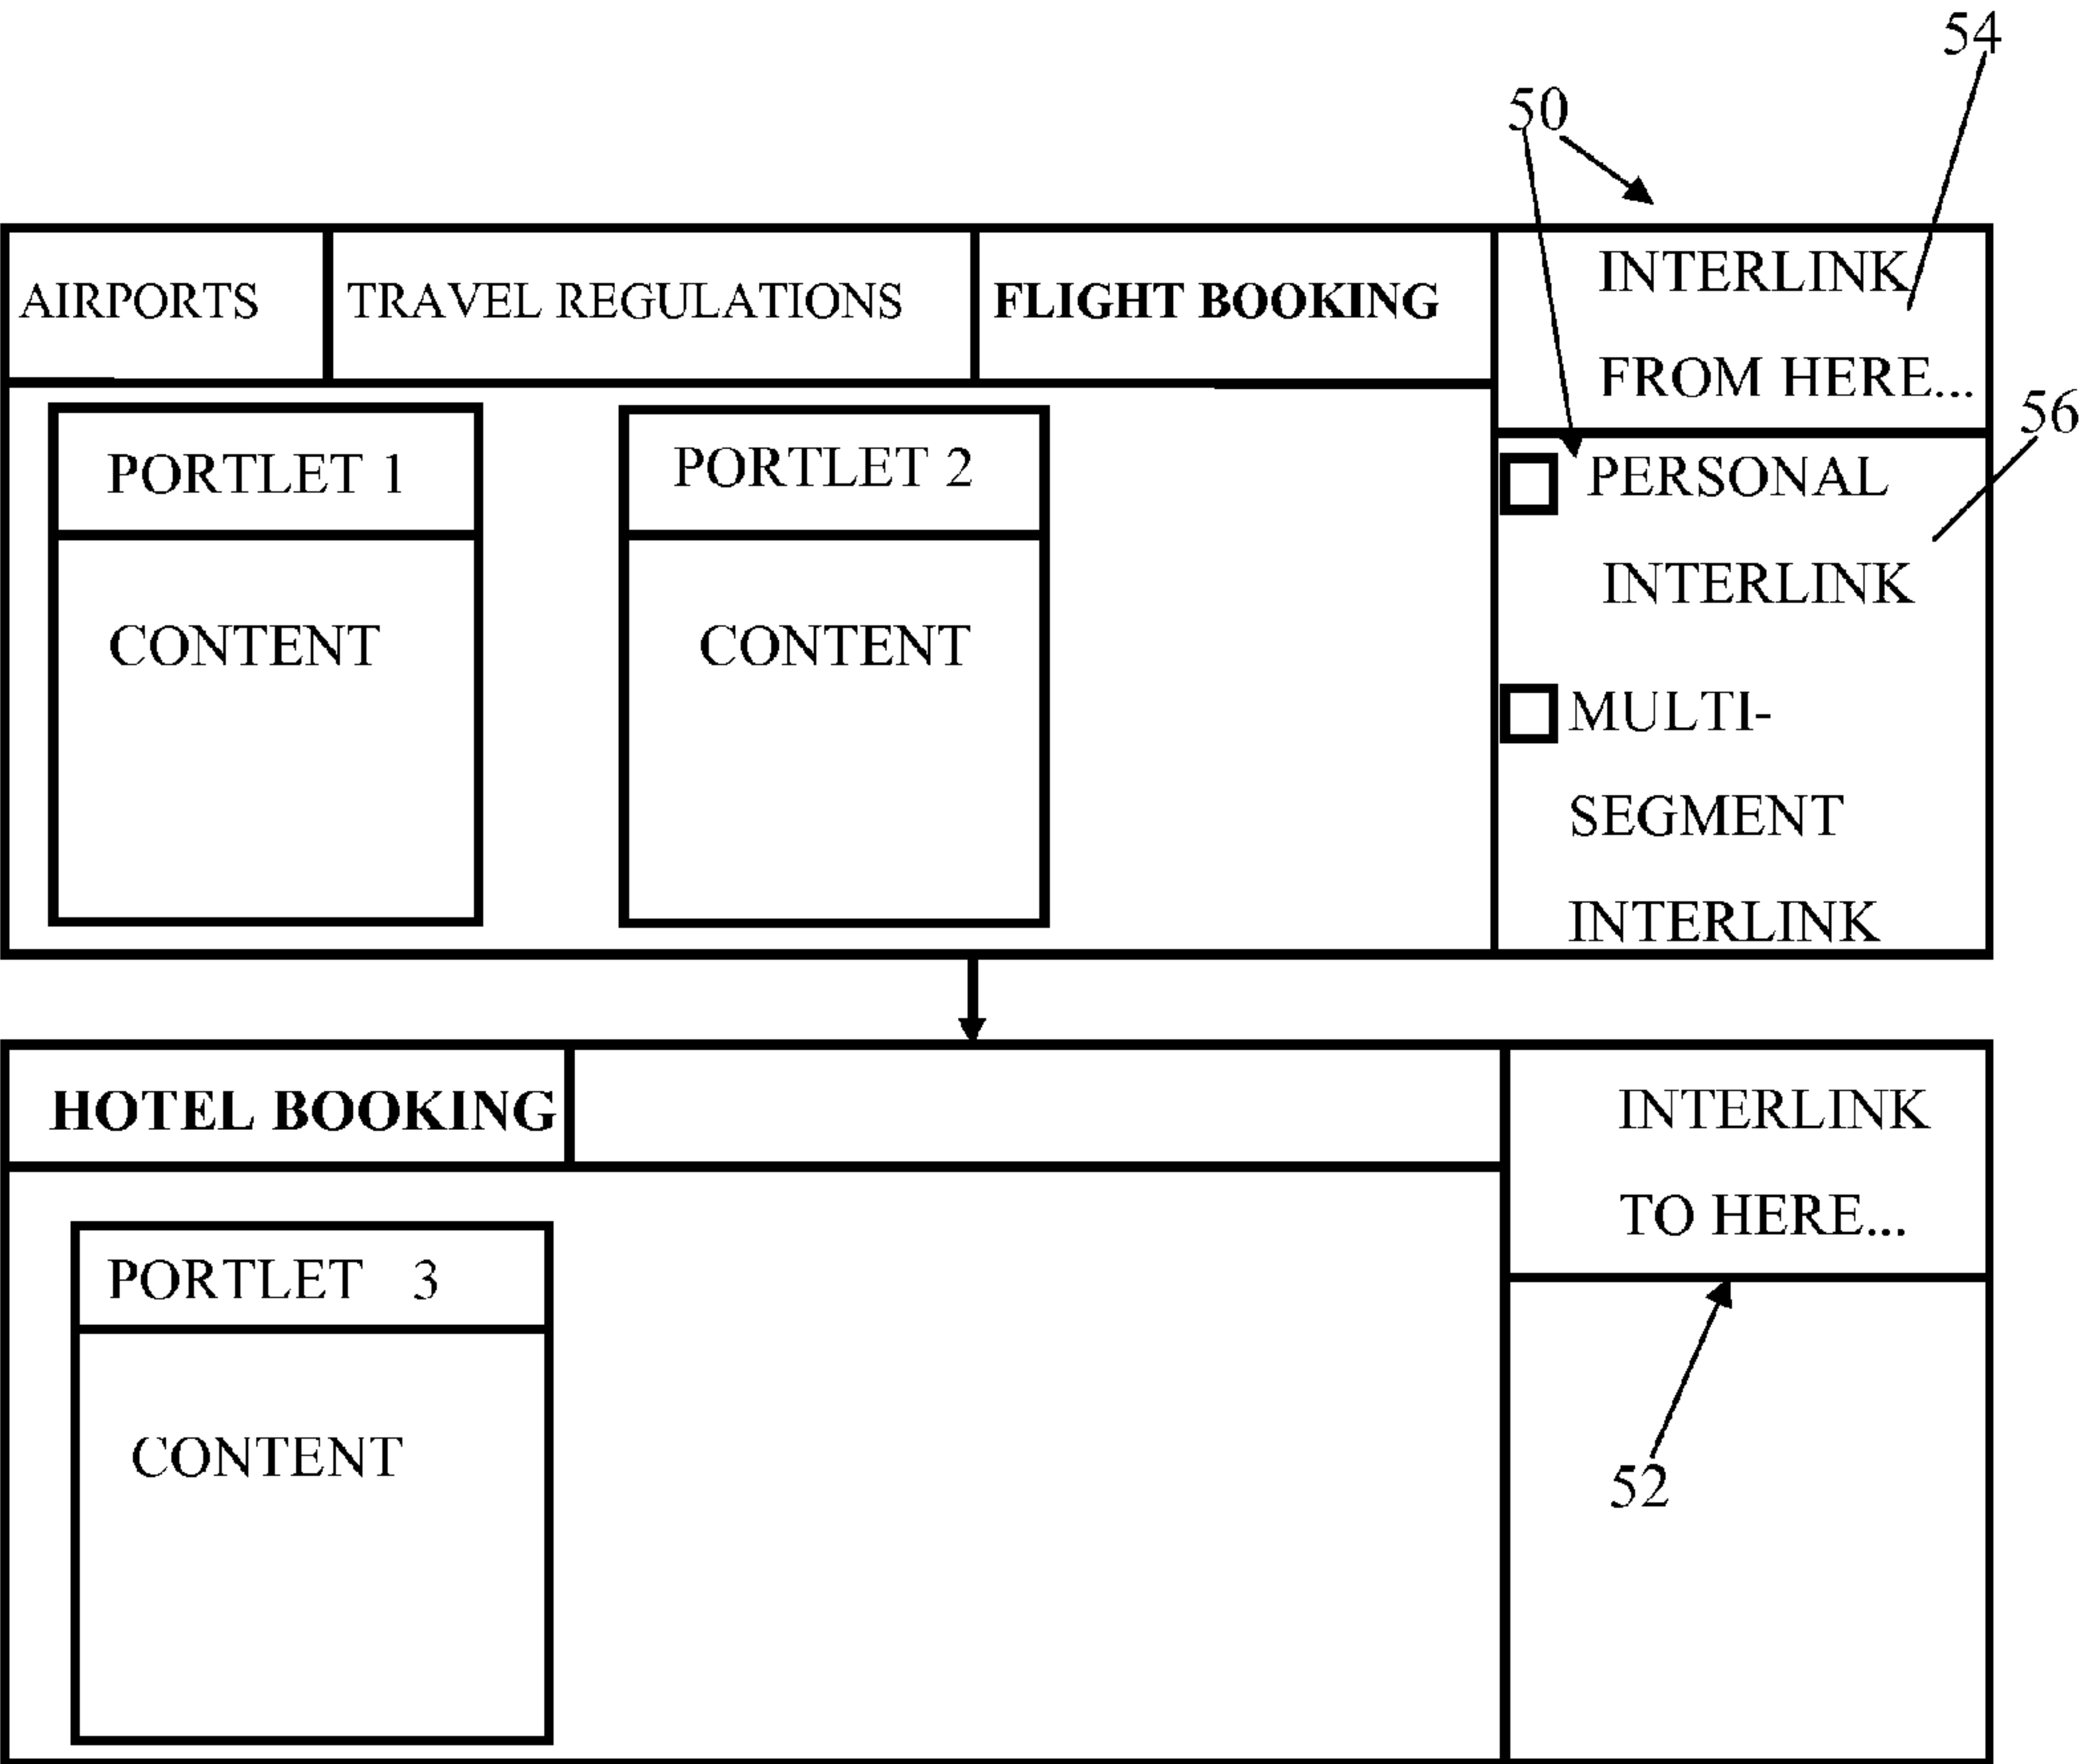 54
50
AIRPORTS
TRAVEL REGULATIONS
FLIGHT BOOKING
INTERLINK
FROM HERE...
56
PORTLET 1
PORTLET 2
PERSONAL
INTERLINK
CONTENT
CONTENT
MULTI-
SEGMENT
INTERLINK
HOTEL BOOKING
INTERLINK
TO HERE...
PORTLET 3
CONTENT
52